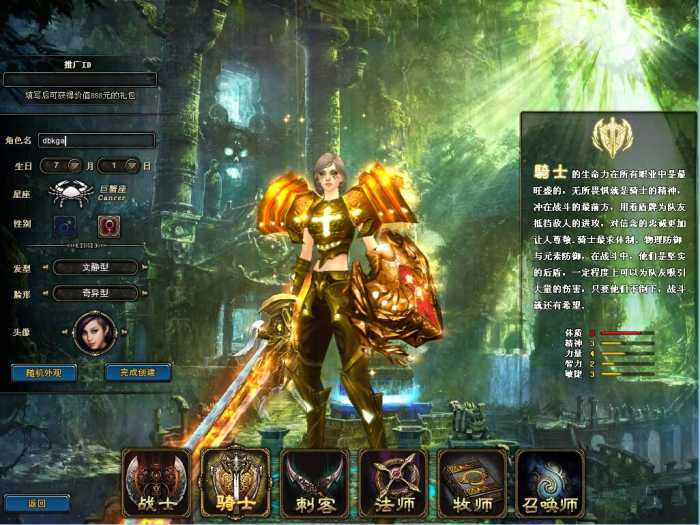 推广ID
填写后可获得价值888元的礼包
角色名 dbkga
生日 7 月 1 日
星座 巨蟹座
Cancer
性别
发型 文静型
脸形 奇异型
头像
随机外观 完成创建
返回
骑士 的生命力在所有职业中是最
旺盛的，无所畏惧就是骑士的精神，
冲在战斗的最前方，用盾牌为队友
抵挡敌人的进攻，对信念的忠诚更加
让人尊敬.骑士最求体制、物理防御
与元素防御，在战斗中，他们是坚实
的后盾，一定程度上可以为队友吸引
大量的伤害，只要他们不倒下，战斗
就还有希望。
体质
精神 3
力量 4
智力 2
敏捷 3
战士 骑士 刺客 法师 牧师 召唤师